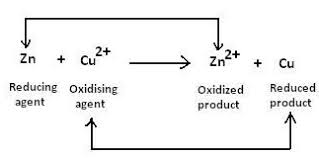 Zn + Cu2+ ⟶ Zn2+ + Cu
Reducing agent Oxidising agent Oxidized product Reduced product